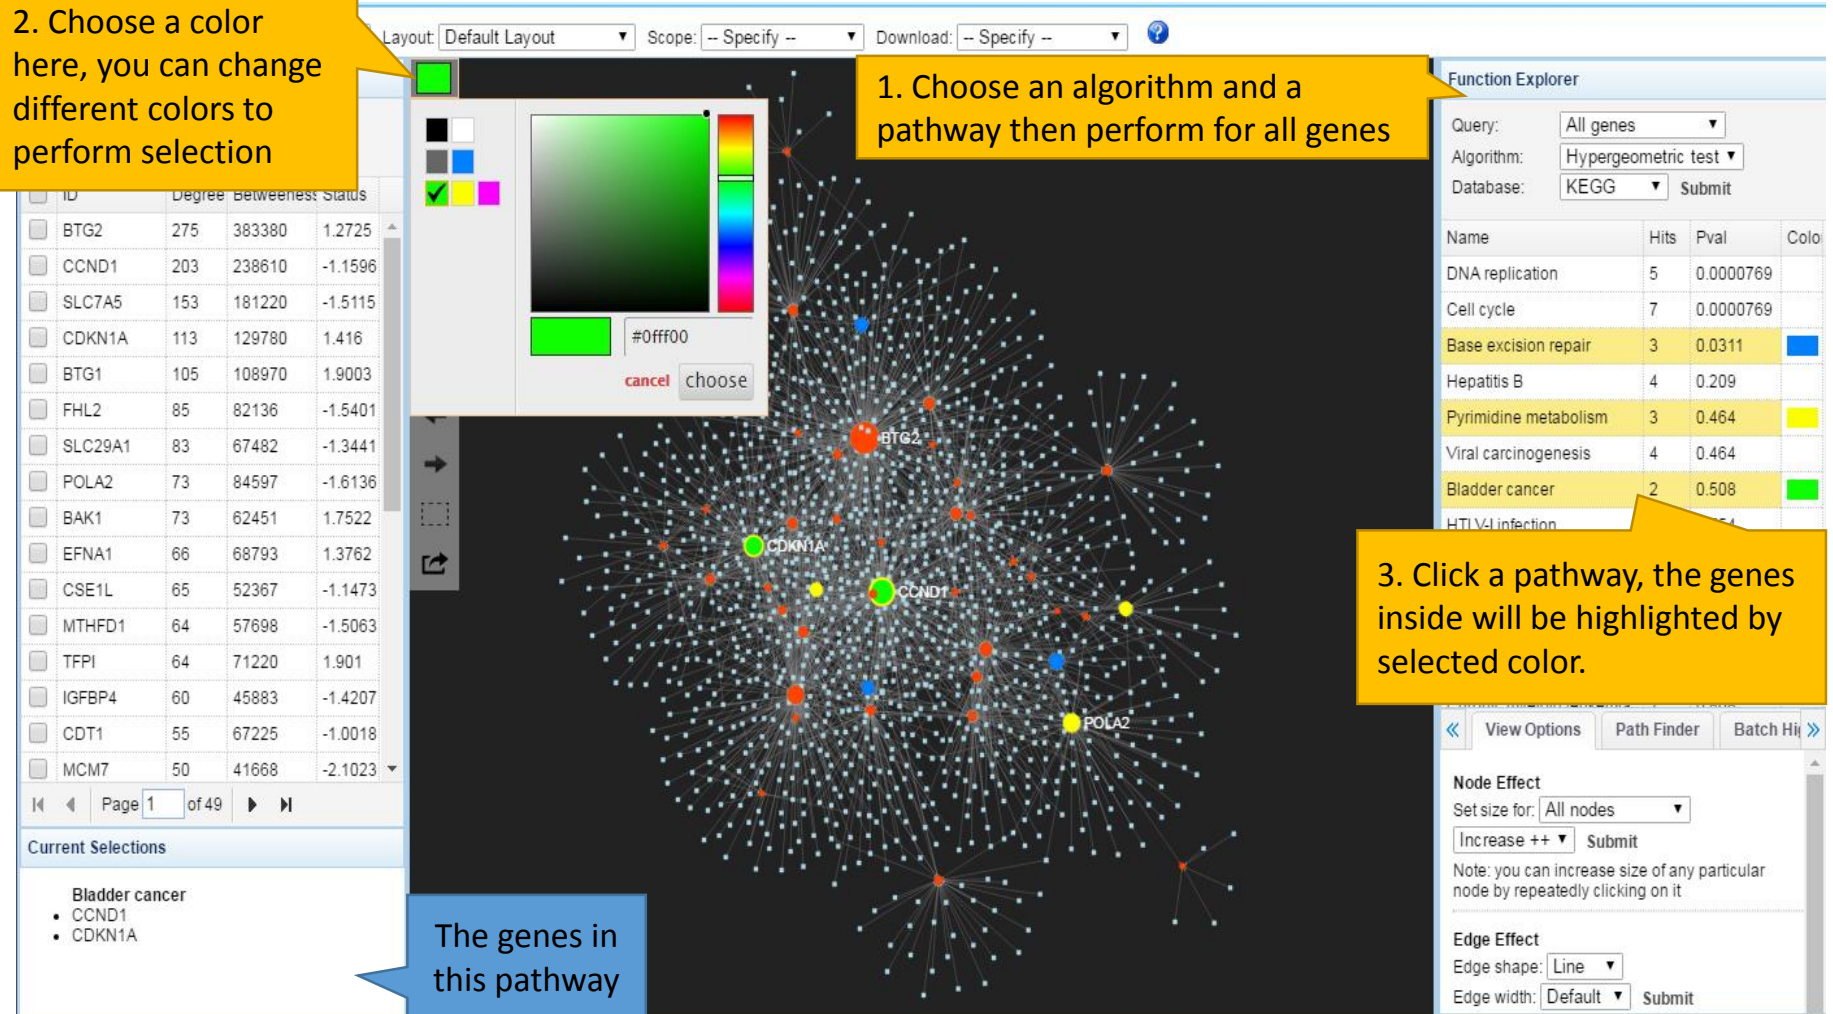 2. Choose a color
here, you can change
different colors to
perform selection
Layout: Default Layout Scope: -- Specify -- Download: -- Specify -- ?
1. Choose an algorithm and a
pathway then perform for all genes
Function Explorer
Query: All genes
Algorithm: Hypergeometric test
Database: KEGG Submit
Name Hits Pval Colo
DNA replication 5 0.0000769
Cell cycle 7 0.0000769
Base excision repair 3 0.0311
Hepatitis B 4 0.209
Pyrimidine metabolism 3 0.464
Viral carcinogenesis 4 0.464
Bladder cancer 2 0.508
HTLV-I infection
3. Click a pathway, the genes
inside will be highlighted by
selected color.
ID Degree Betweeness Status
BTG2 275 383380 1.2725
CCND1 203 238610 -1.1596
SLC7A5 153 181220 -1.5115
CDKN1A 113 129780 1.416
BTG1 105 108970 1.9003
FHL2 85 82136 -1.5401
SLC29A1 83 67482 -1.3441
POLA2 73 84597 -1.6136
BAK1 73 62451 1.7522
EFNA1 66 68793 1.3762
CSE1L 65 52367 -1.1473
MTHFD1 64 57698 -1.5063
TFPI 64 71220 1.901
IGFBP4 60 45883 -1.4207
CDT1 55 67225 -1.0018
MCM7 50 41668 -2.1023
Page 1 of 49
Current Selections
Bladder cancer
• CCND1
• CDKN1A
The genes in
this pathway
#0fff00
cancel choose
BTG2
CDKN1A
CCND1
POLA2
View Options Path Finder Batch Hig
Node Effect
Set size for: All nodes
Increase ++ Submit
Note: you can increase size of any particular
node by repeatedly clicking on it
Edge Effect
Edge shape: Line
Edge width: Default Submit